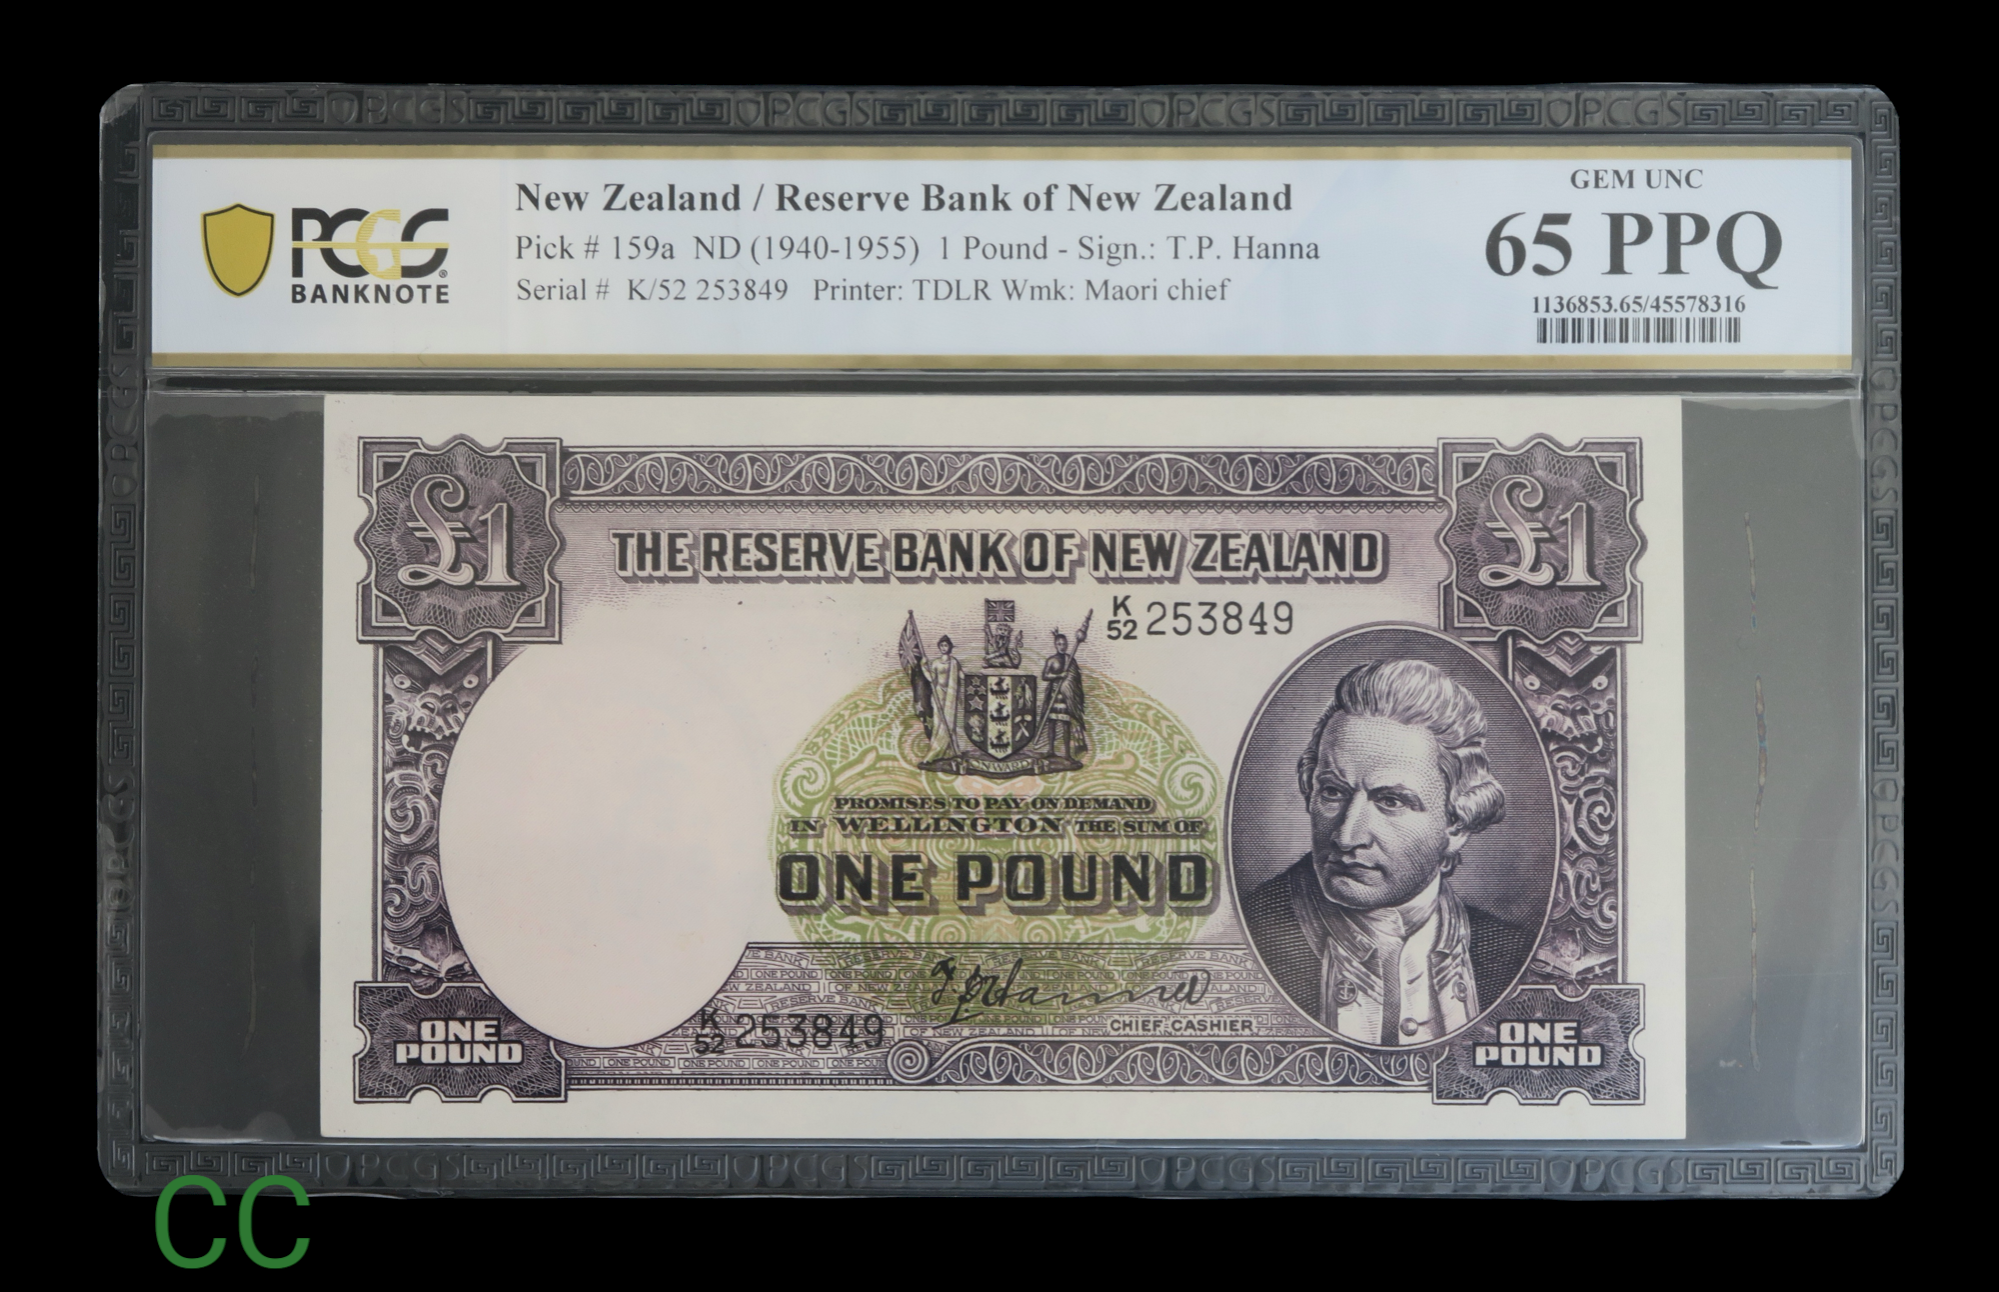 PCGS
BANKNOTE
New Zealand / Reserve Bank of New Zealand
Pick # 159a ND (1940-1955) 1 Pound - Sign.: T.P. Hanna
Serial # K/52 253849 Printer: TDLR Wmk: Maori chief
GEM UNC
65 PPQ
1136853.65/45578316
£1
£1
THE RESERVE BANK OF NEW ZEALAND
K/52 253849
ONWARD
PROMISES TO PAY ON DEMAND
IN WELLINGTON THE SUM OF
ONE POUND
T.P. Hanna
CHIEF CASHIER
K/52 253849
ONE
POUND
ONE
POUND
CC